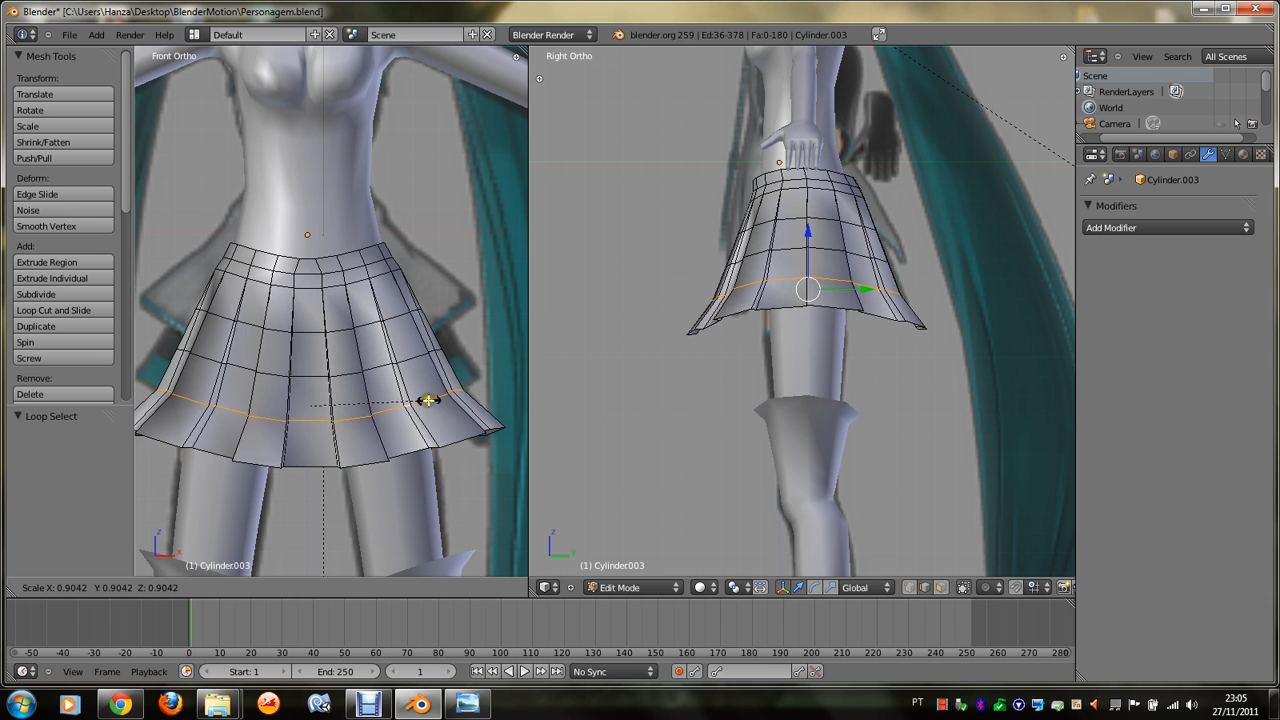 Blender* [C:\Users\Hanza\Desktop\BlenderMotion\Personagem.blend]
File Add Render Help Default Scene Blender Render blender.org 259 | Ed:36-378 | Fa:0-180 | Cylinder.003
View Search All Scenes
Mesh Tools
Transform:
Translate
Rotate
Scale
Shrink/Fatten
Push/Pull
Deform:
Edge Slide
Noise
Smooth Vertex
Add:
Extrude Region
Extrude Individual
Subdivide
Loop Cut and Slide
Duplicate
Spin
Screw
Remove:
Delete
Loop Select
Front Ortho
z
x
(1) Cylinder.003
Right Ortho
z
y
(1) Cylinder.003
Scene
RenderLayers
World
Camera
Cylinder.003
Modifiers
Add Modifier
Scale X: 0.9042 Y: 0.9042 Z: 0.9042
Edit Mode Global
-50 -40 -30 -20 -10 0 10 20 30 40 50 60 70 80 90 100 110 120 130 140 150 160 170 180 190 200 210 220 230 240 250 260 270 280
View Frame Playback Start: 1 End: 250 1 No Sync
PT
23:05
27/11/2011